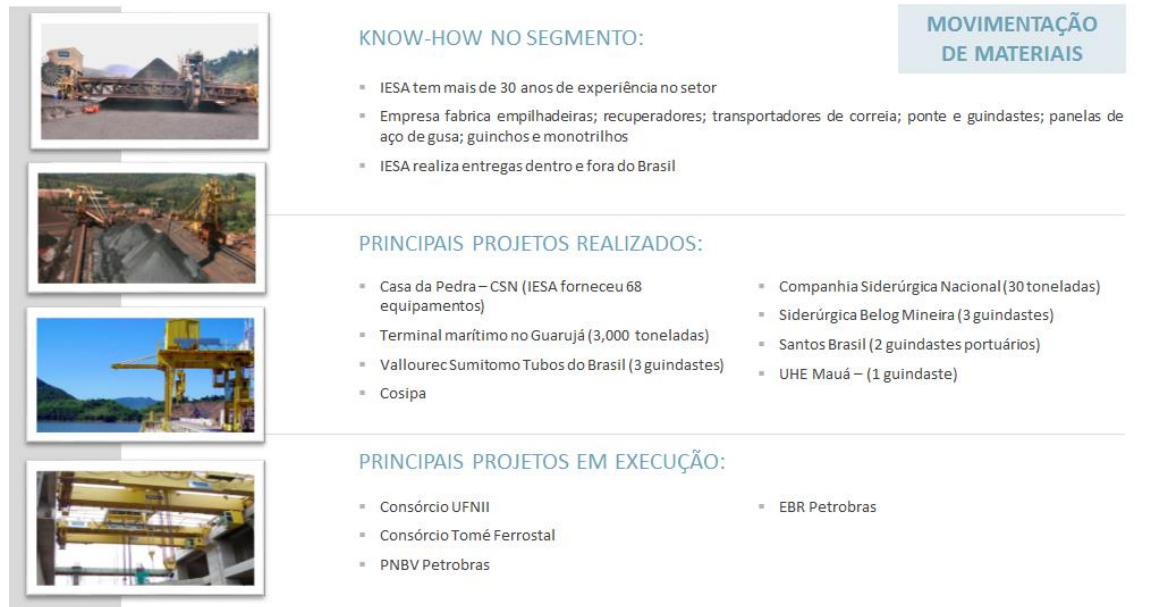 MOVIMENTAÇÃO
DE MATERIAIS
KNOW-HOW NO SEGMENTO:
IESA tem mais de 30 anos de experiência no setor
Empresa fabrica empilhadeiras; recuperadores; transportadores de correia; ponte e guindastes; panelas de
aço de gusa; guinchos e monotrilhos
IESA realiza entregas dentro e fora do Brasil
PRINCIPAIS PROJETOS REALIZADOS:
Casa da Pedra – CSN (IESA forneceu 68
equipamentos)
Terminal marítimo no Guarujá (3,000 toneladas)
Vallourec Sumitomo Tubos do Brasil (3 guindastes)
Cosipa
Companhia Siderúrgica Nacional (30 toneladas)
Siderúrgica Belog Mineira (3 guindastes)
Santos Brasil (2 guindastes portuários)
UHE Mauá – (1 guindaste)
PRINCIPAIS PROJETOS EM EXECUÇÃO:
Consórcio UFNII
Consórcio Tomé Ferrostal
PNBV Petrobras
EBR Petrobras